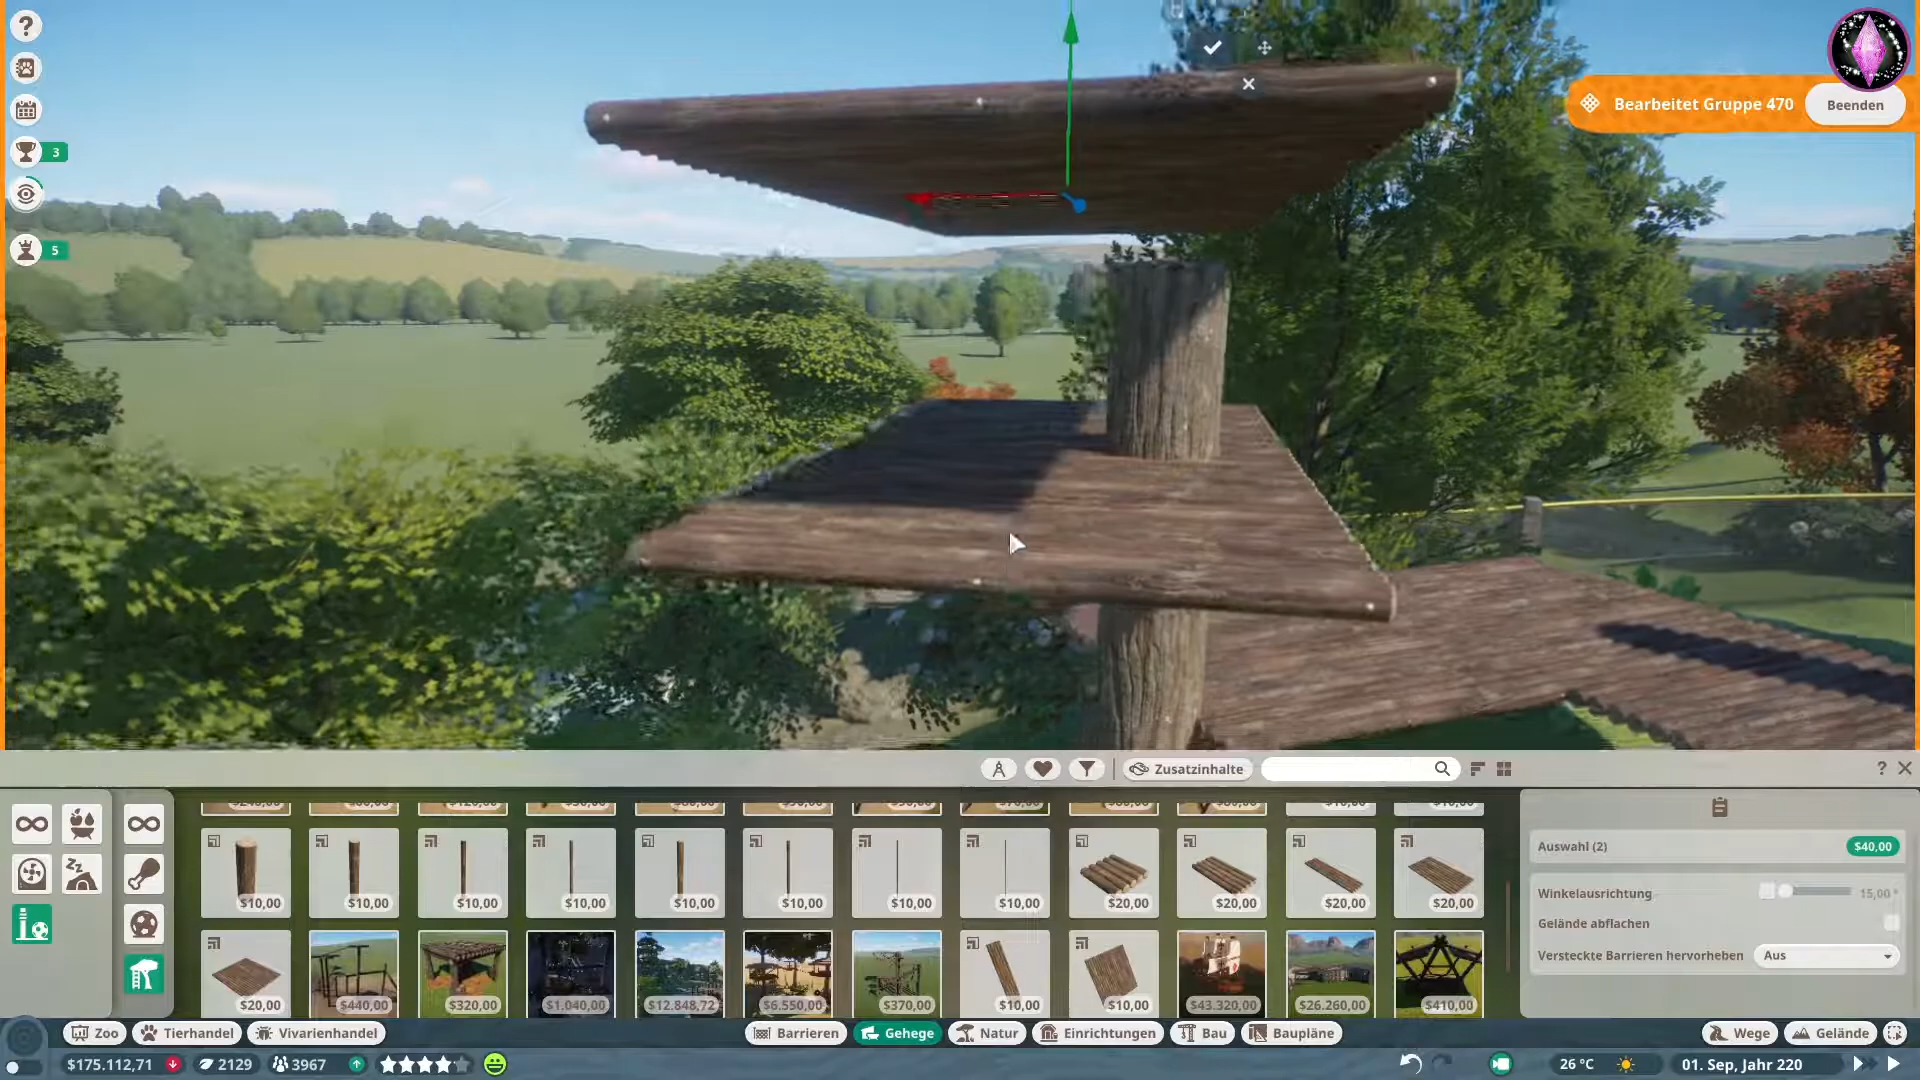 ?
Bearbeitet Gruppe 470
Beenden
3
5
Zusatzinhalte
?
$10,00 $10,00 $10,00 $10,00 $10,00 $10,00 $10,00 $10,00 $20,00 $20,00 $20,00 $20,00
$20,00 $440,00 $320,00 $1.040,00 $12.848,72 $6.550,00 $370,00 $10,00 $10,00 $43.320,00 $26.260,00 $410,00
Auswahl (2) $40,00
Winkelausrichtung 15,00 °
Gelände abflachen
Versteckte Barrieren hervorheben Aus
Zoo Tierhandel Vivarienhandel Barrieren Gehege Natur Einrichtungen Bau Baupläne Wege Gelände
$175.112,71 2129 3967 26 °C 01. Sep, Jahr 220